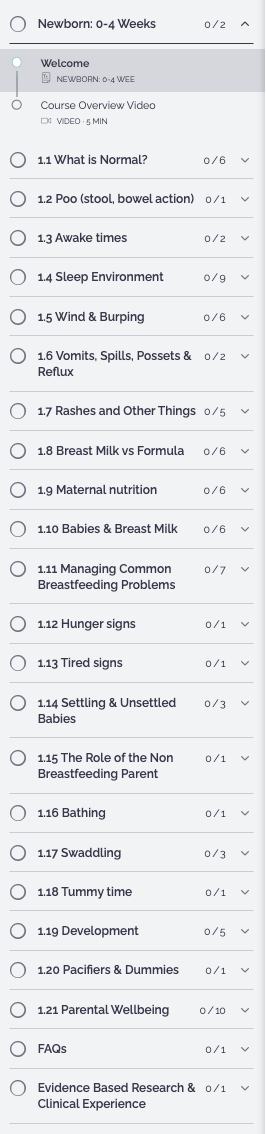 Newborn: 0-4 Weeks 0 / 2
Welcome
NEWBORN: 0-4 WEE
Course Overview Video
VIDEO · 5 MIN
1.1 What is Normal? 0 / 6
1.2 Poo (stool, bowel action) 0 / 1
1.3 Awake times 0 / 2
1.4 Sleep Environment 0 / 9
1.5 Wind & Burping 0 / 6
1.6 Vomits, Spills, Possets & 0 / 2
Reflux
1.7 Rashes and Other Things 0 / 5
1.8 Breast Milk vs Formula 0 / 6
1.9 Maternal nutrition 0 / 6
1.10 Babies & Breast Milk 0 / 6
1.11 Managing Common 0 / 7
Breastfeeding Problems
1.12 Hunger signs 0 / 1
1.13 Tired signs 0 / 1
1.14 Settling & Unsettled 0 / 3
Babies
1.15 The Role of the Non 0 / 1
Breastfeeding Parent
1.16 Bathing 0 / 1
1.17 Swaddling 0 / 3
1.18 Tummy time 0 / 1
1.19 Development 0 / 5
1.20 Pacifiers & Dummies 0 / 1
1.21 Parental Wellbeing 0 / 10
FAQs 0 / 1
Evidence Based Research & 0 / 1
Clinical Experience